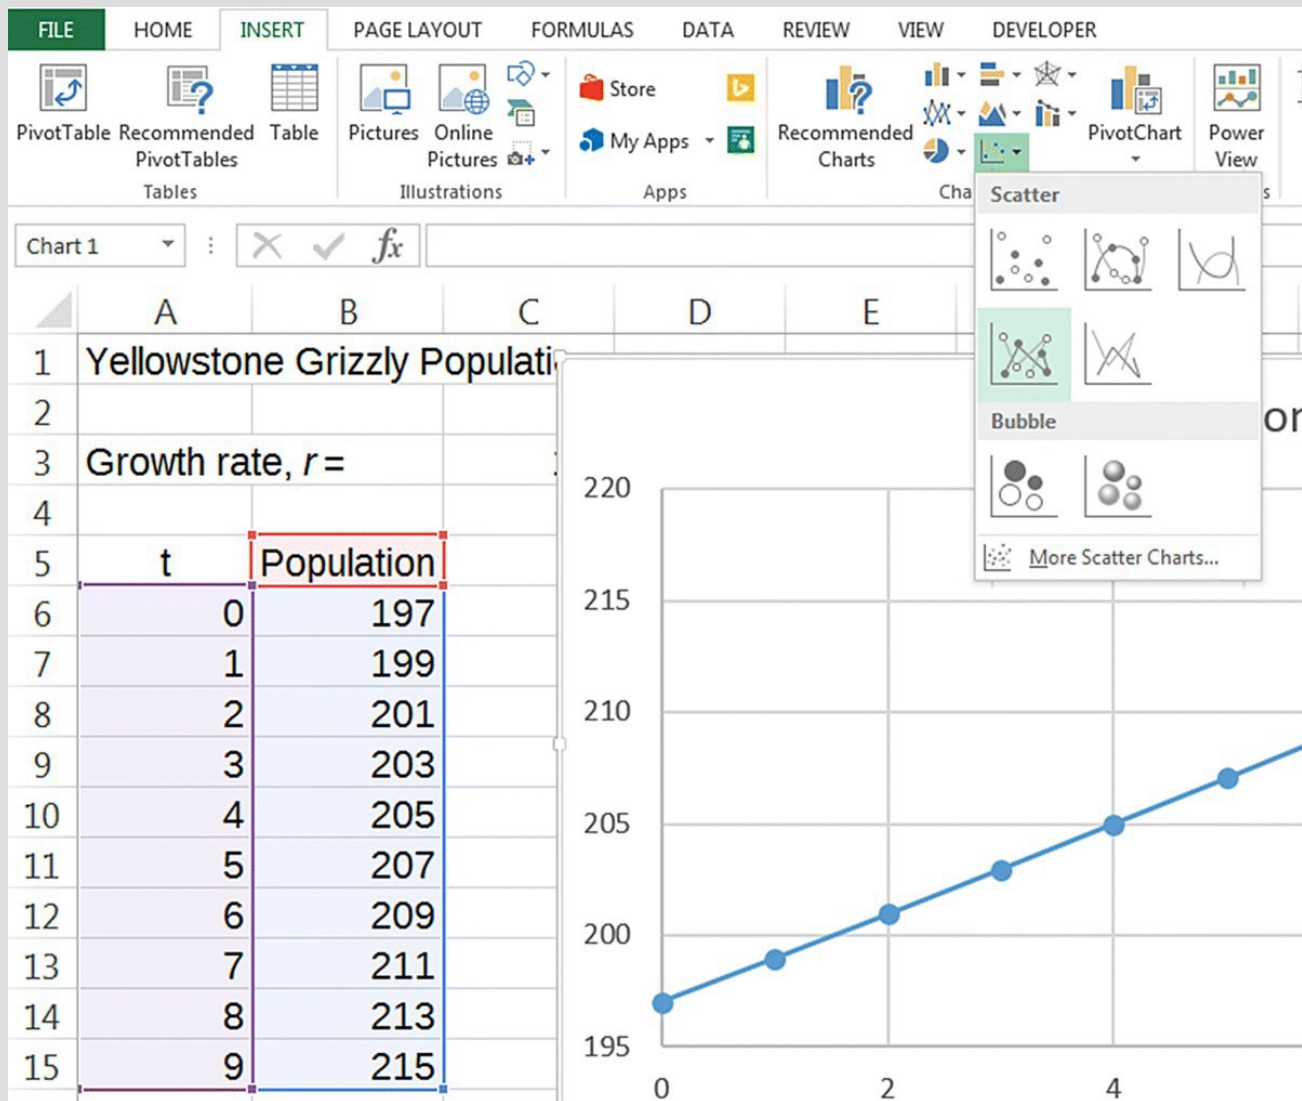 FILE HOME INSERT PAGE LAYOUT FORMULAS DATA REVIEW VIEW DEVELOPER
PivotTable Recommended PivotTables Table
Tables
Pictures Online Pictures
Illustrations
Store
My Apps
Apps
Recommended Charts
Cha
PivotChart
Power View
s
Scatter
Bubble
More Scatter Charts...
Chart 1
fx
A B C D E
1 Yellowstone Grizzly Populati
2
3 Growth rate, r =
4
5 t Population
6 0 197
7 1 199
8 2 201
9 3 203
10 4 205
11 5 207
12 6 209
13 7 211
14 8 213
15 9 215
or
220
215
210
205
200
195
0 2 4